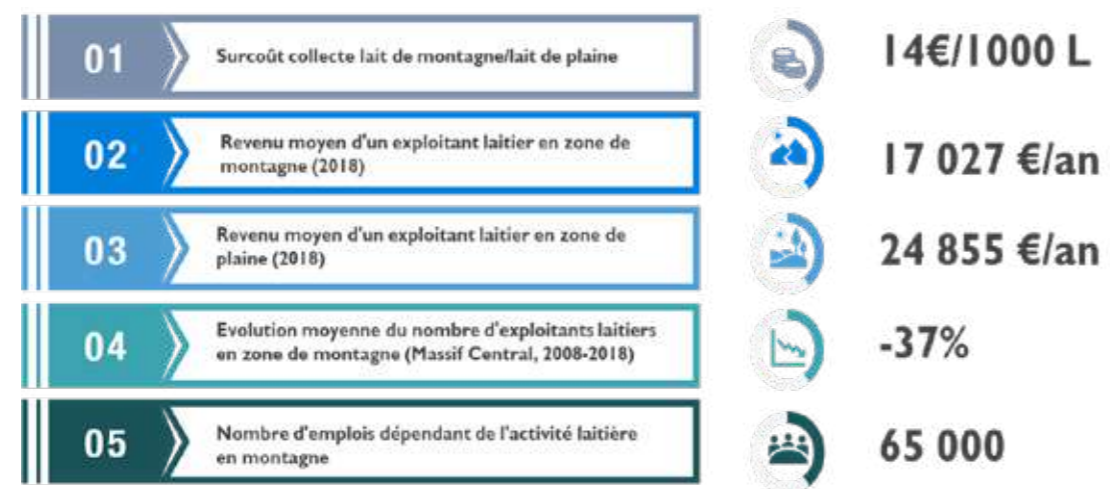 01
Surcoût collecte lait de montagne/lait de plaine
14€/1000 L
02
Revenu moyen d'un exploitant laitier en zone de
montagne (2018)
17 027 €/an
03
Revenu moyen d'un exploitant laitier en zone de
plaine (2018)
24 855 €/an
04
Evolution moyenne du nombre d'exploitants laitiers
en zone de montagne (Massif Central, 2008-2018)
-37%
05
Nombre d'emplois dépendant de l'activité laitière
en montagne
65 000